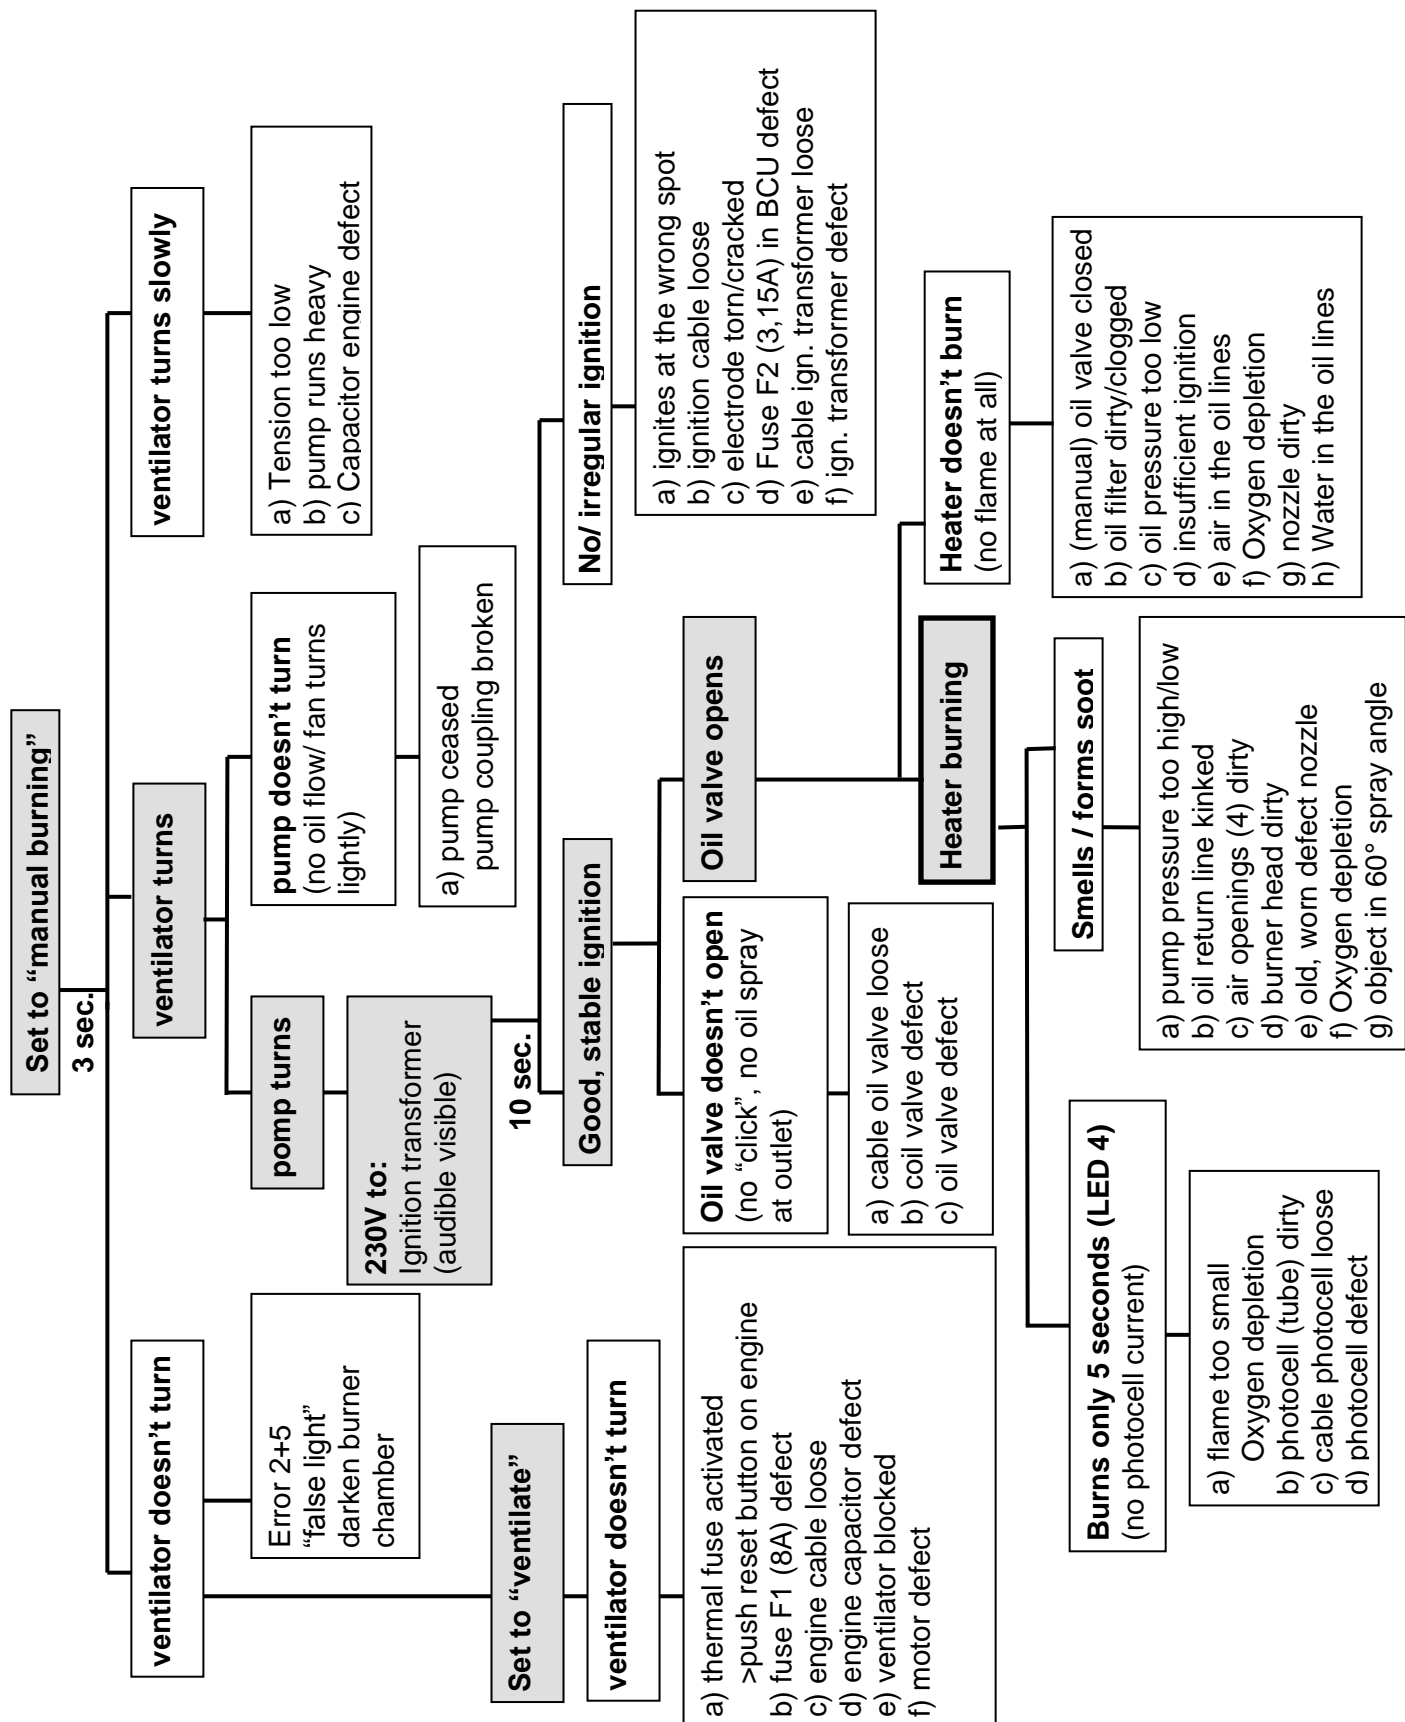 Set to “manual burning”
3 sec.
ventilator doesn’t turn
ventilator turns
ventilator turns slowly
Error 2+5
“false light”
darken burner
chamber
pomp turns
pump doesn’t turn
(no oil flow/ fan turns
lightly)
a) Tension too low
b) pump runs heavy
c) Capacitor engine defect
230V to:
Ignition transformer
(audible visible)
a) pump ceased
pump coupling broken
10 sec.
Set to “ventilate”
Good, stable ignition
No/ irregular ignition
ventilator doesn’t turn
a) ignites at the wrong spot
b) ignition cable loose
c) electrode torn/cracked
d) Fuse F2 (3,15A) in BCU defect
e) cable ign. transformer loose
f) ign. transformer defect
a) thermal fuse activated
>push reset button on engine
b) fuse F1 (8A) defect
c) engine cable loose
d) engine capacitor defect
e) ventilator blocked
f) motor defect
Oil valve doesn’t open
(no “click”, no oil spray
at outlet)
Oil valve opens
a) cable oil valve loose
b) coil valve defect
c) oil valve defect
Heater burning
Heater doesn’t burn
(no flame at all)
Burns only 5 seconds (LED 4)
(no photocell current)
Smells / forms soot
a) (manual) oil valve closed
b) oil filter dirty/clogged
c) oil pressure too low
d) insufficient ignition
e) air in the oil lines
f) Oxygen depletion
g) nozzle dirty
h) Water in the oil lines
a) flame too small
Oxygen depletion
b) photocell (tube) dirty
c) cable photocell loose
d) photocell defect
a) pump pressure too high/low
b) oil return line kinked
c) air openings (4) dirty
d) burner head dirty
e) old, worn defect nozzle
f) Oxygen depletion
g) object in 60° spray angle